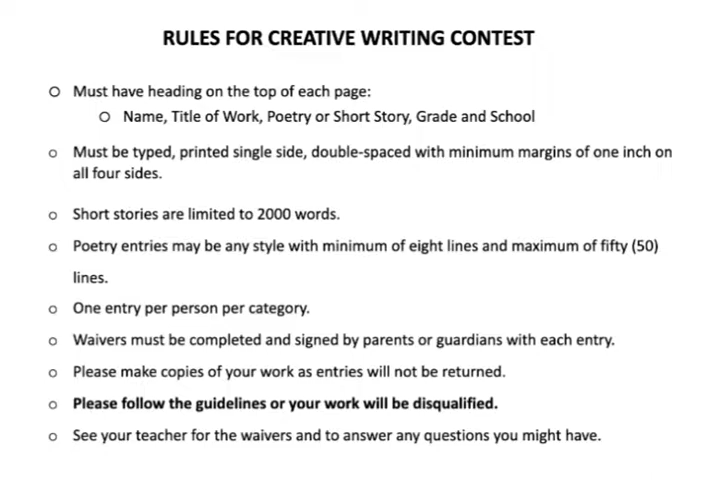 RULES FOR CREATIVE WRITING CONTEST
Must have heading on the top of each page:
Name, Title of Work, Poetry or Short Story, Grade and School
Must be typed, printed single side, double-spaced with minimum margins of one inch on
all four sides.
Short stories are limited to 2000 words.
Poetry entries may be any style with minimum of eight lines and maximum of fifty (50)
lines.
One entry per person per category.
Waivers must be completed and signed by parents or guardians with each entry.
Please make copies of your work as entries will not be returned.
Please follow the guidelines or your work will be disqualified.
See your teacher for the waivers and to answer any questions you might have.